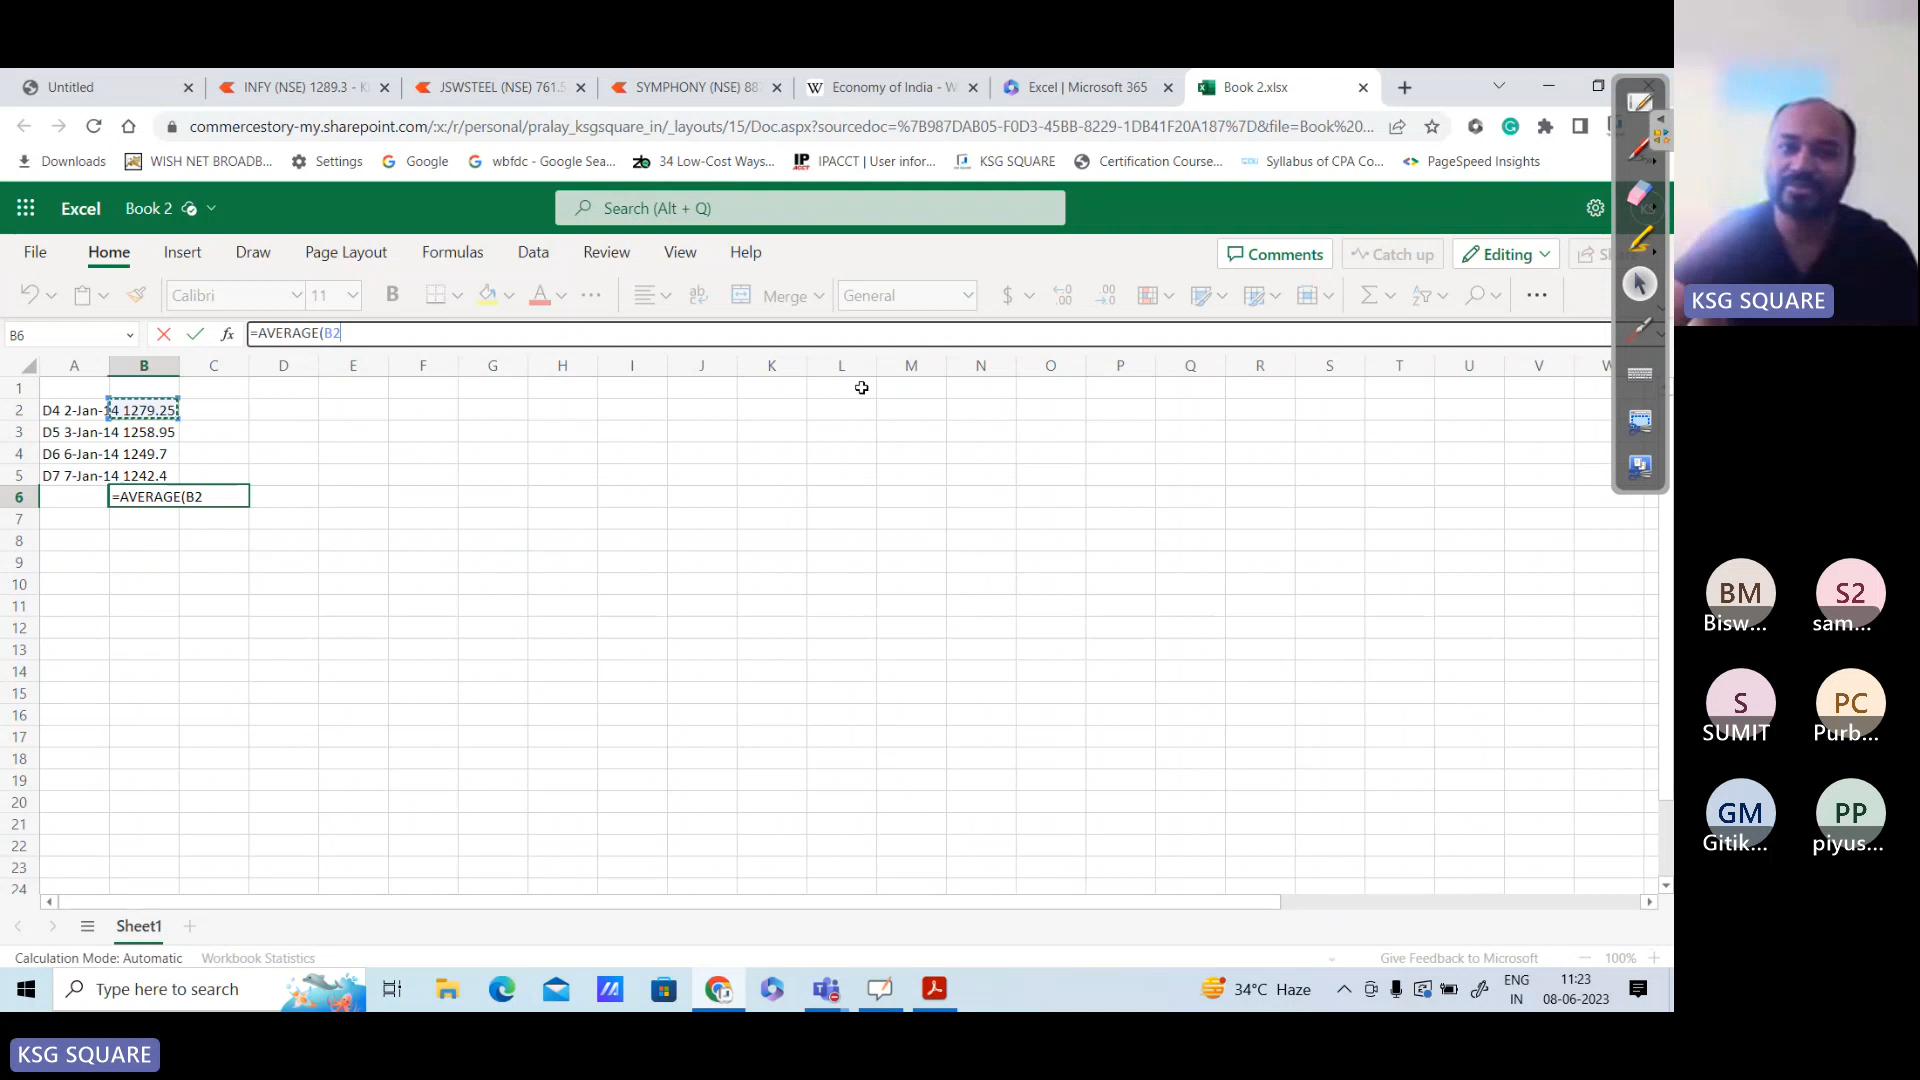 Untitled
INFY (NSE) 1289.3 - K
JSWSTEEL (NSE) 761.5
SYMPHONY (NSE) 88
W Economy of India - W
Excel | Microsoft 365
Book 2.xlsx
commercestory-my.sharepoint.com/:x:/r/personal/pralay_ksgsquare_in/_layouts/15/Doc.aspx?sourcedoc=%7B987DAB05-F0D3-45BB-8229-1DB41F20A187%7D&file=Book%20...
Downloads
WISH NET BROADB...
Settings
Google
wbfdc - Google Sea...
34 Low-Cost Ways...
IPACCT | User infor...
KSG SQUARE
Certification Course...
Syllabus of CPA Co...
PageSpeed Insights
Excel
Book 2
Search (Alt + Q)
File Home Insert Draw Page Layout Formulas Data Review View Help
Comments
Catch up
Editing
Calibri
11
B
Merge
General
$
B6
fx
=AVERAGE(B2
A B C D E F G H I J K L M N O P Q R S T U V W
1
2 D4 2-Jan-14 1279.25
3 D5 3-Jan-14 1258.95
4 D6 6-Jan-14 1249.7
5 D7 7-Jan-14 1242.4
6 =AVERAGE(B2
7
8
9
10
11
12
13
14
15
16
17
18
19
20
21
22
23
24
Sheet1
Calculation Mode: Automatic
Workbook Statistics
Give Feedback to Microsoft
100%
Type here to search
34°C Haze
ENG
IN
11:23
08-06-2023
KSG SQUARE
BM
Bisw...
S2
sam...
S
SUMIT
PC
Purb...
GM
Gitik...
PP
piyus...
KSG SQUARE